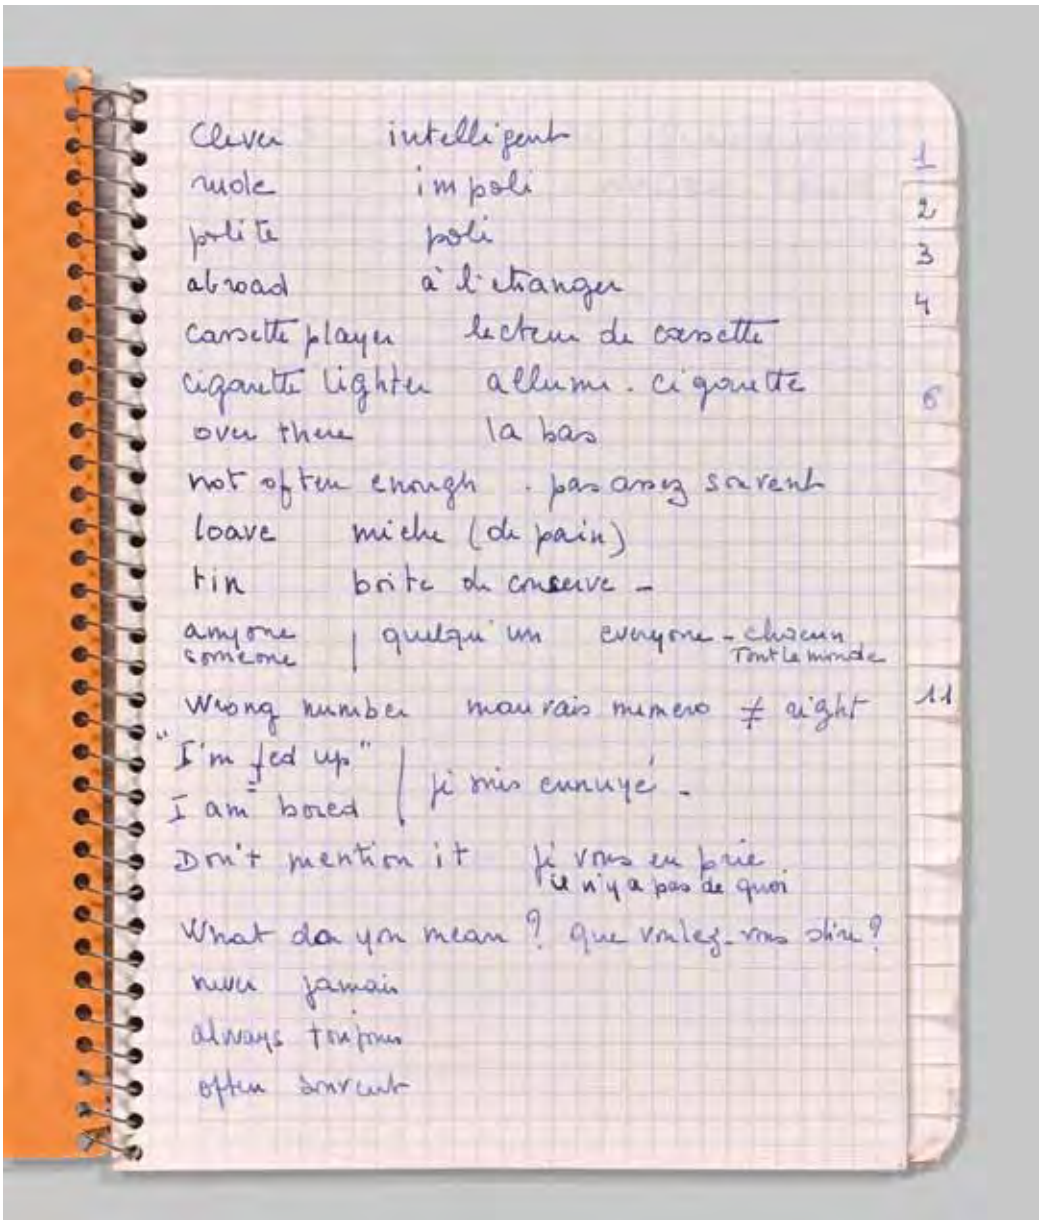 Clever intelligent
rude impoli
polite poli
abroad à l'étranger
cassette player lecteur de cassette
cigarette lighter allume-cigarette
over there la bas
not often enough . pas assez souvent
loave miche (de pain)
tin boite de conserve -
anyone | quelqu'un everyone - chacun
someone Tout le monde
Wrong number mauvais numero ≠ right
"I'm fed up"
= | je suis ennuyé -
I am bored
Don't mention it je vous en prie
il n'y a pas de quoi
What do you mean ? que voulez-vous dire ?
never jamais
always toujours
often souvent
1
2
3
4
6
11